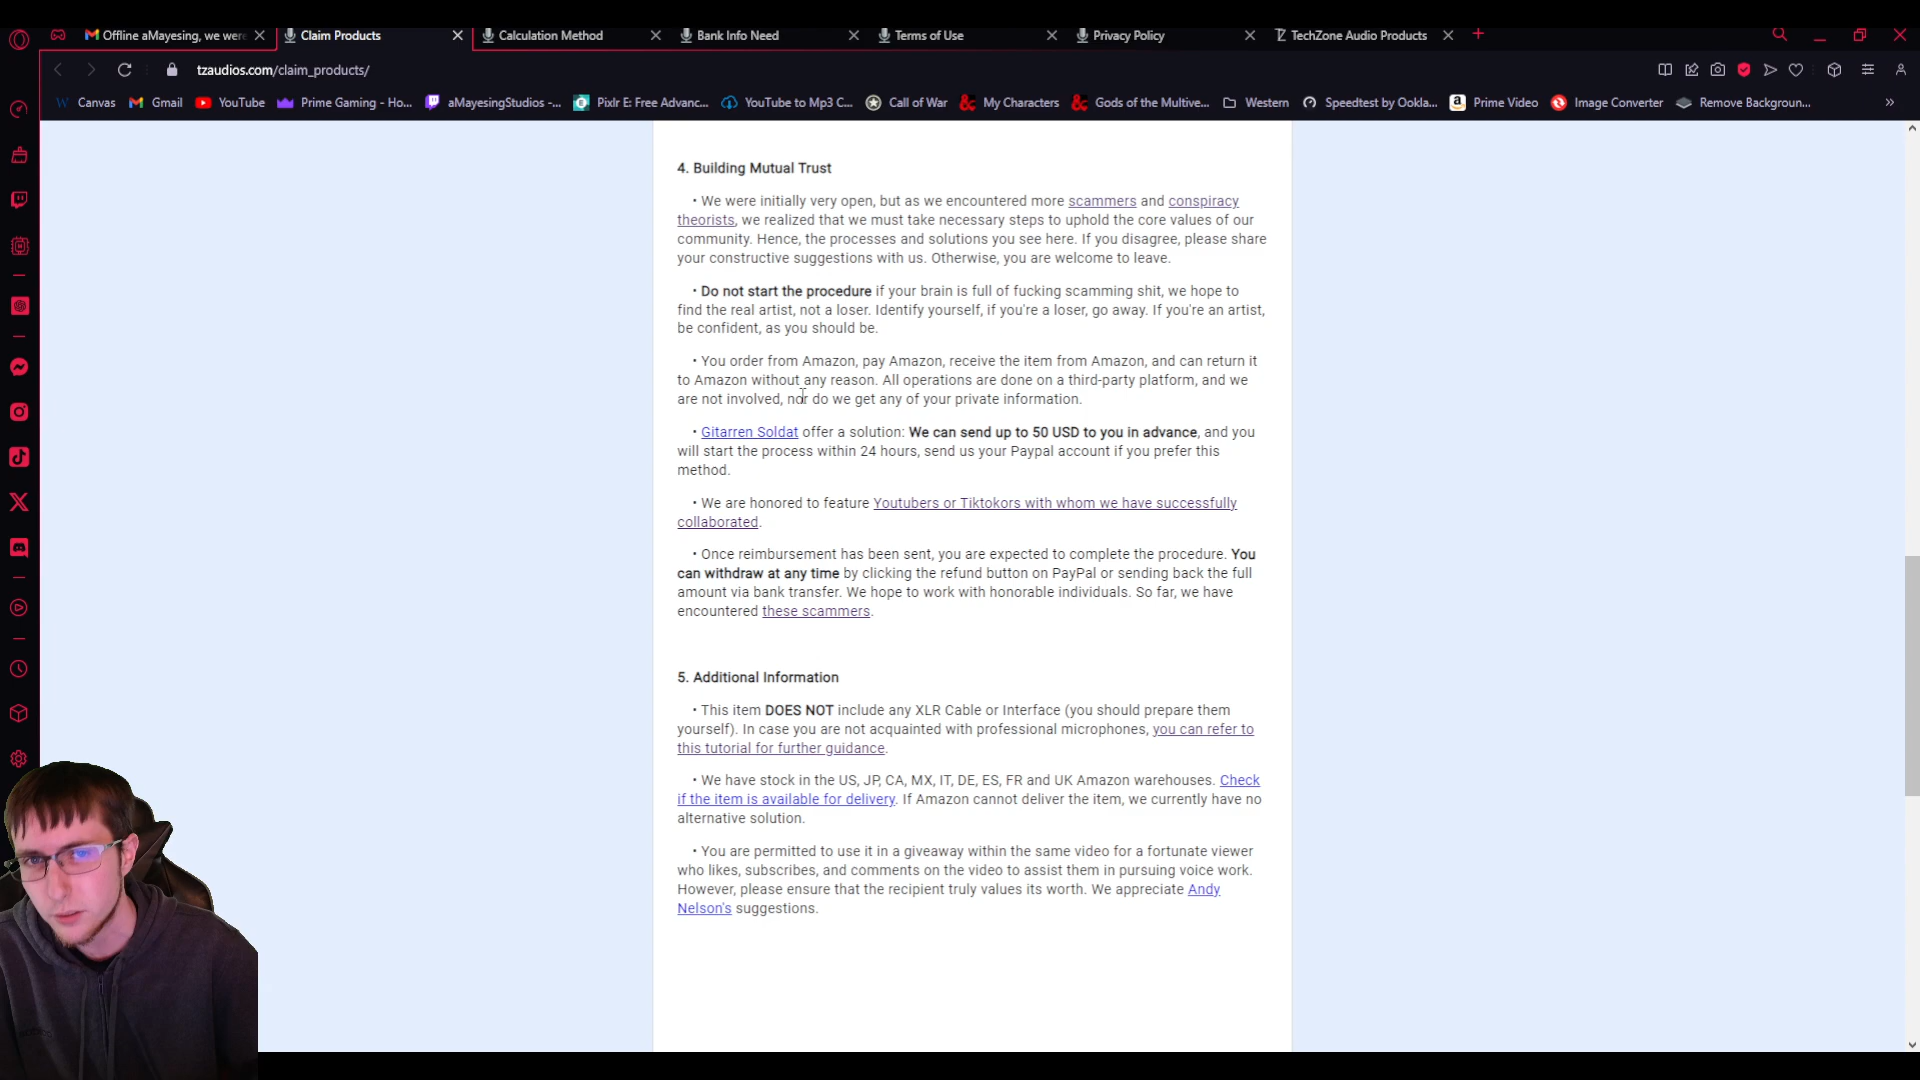 Offline aMayesing, we were
Claim Products
Calculation Method
Bank Info Need
Terms of Use
Privacy Policy
TechZone Audio Products
tzaudios.com/claim_products/
Canvas
Gmail
YouTube
Prime Gaming - Ho...
aMayesingStudios -...
Pixlr E: Free Advanc...
YouTube to Mp3 C...
Call of War
My Characters
Gods of the Multive...
Western
Speedtest by Ookla...
Prime Video
Image Converter
Remove Backgroun...
4. Building Mutual Trust
• We were initially very open, but as we encountered more scammers and conspiracy
theorists, we realized that we must take necessary steps to uphold the core values of our
community. Hence, the processes and solutions you see here. If you disagree, please share
your constructive suggestions with us. Otherwise, you are welcome to leave.
• Do not start the procedure if your brain is full of fucking scamming shit, we hope to
find the real artist, not a loser. Identify yourself, if you're a loser, go away. If you're an artist,
be confident, as you should be.
• You order from Amazon, pay Amazon, receive the item from Amazon, and can return it
to Amazon without any reason. All operations are done on a third-party platform, and we
are not involved, nor do we get any of your private information.
• Gitarren Soldat offer a solution: We can send up to 50 USD to you in advance, and you
will start the process within 24 hours, send us your Paypal account if you prefer this
method.
• We are honored to feature Youtubers or Tiktokors with whom we have successfully
collaborated.
• Once reimbursement has been sent, you are expected to complete the procedure. You
can withdraw at any time by clicking the refund button on PayPal or sending back the full
amount via bank transfer. We hope to work with honorable individuals. So far, we have
encountered these scammers.
5. Additional Information
• This item DOES NOT include any XLR Cable or Interface (you should prepare them
yourself). In case you are not acquainted with professional microphones, you can refer to
this tutorial for further guidance.
• We have stock in the US, JP, CA, MX, IT, DE, ES, FR and UK Amazon warehouses. Check
if the item is available for delivery. If Amazon cannot deliver the item, we currently have no
alternative solution.
• You are permitted to use it in a giveaway within the same video for a fortunate viewer
who likes, subscribes, and comments on the video to assist them in pursuing voice work.
However, please ensure that the recipient truly values its worth. We appreciate Andy
Nelson's suggestions.